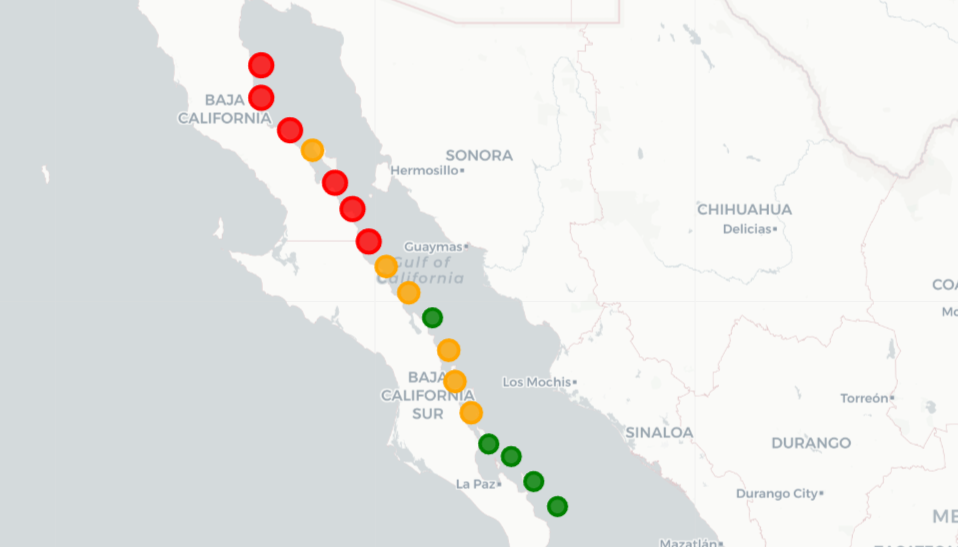 BAJA
CALIFORNIA
SONORA
Hermosillo
CHIHUAHUA
Delicias
Guaymas
Gulf of
California
COA
Mo
BAJA
CALIFORNIA
SUR
Los Mochis
Torreón
SINALOA
DURANGO
La Paz
Durango City
ME
Mazatlán
ZACATECA